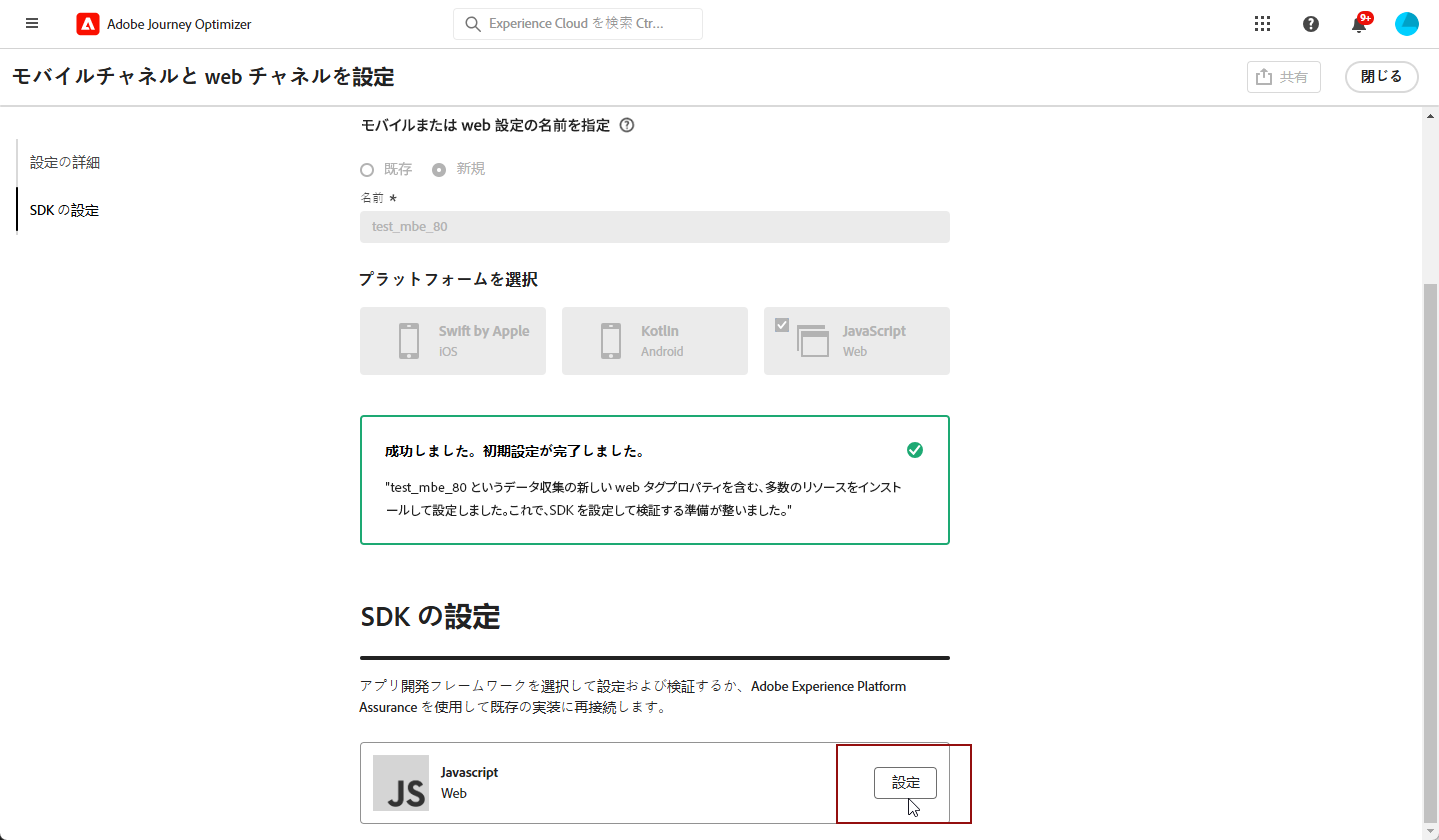 Adobe Journey Optimizer
Experience Cloud を検索 Ctr...
9+
モバイルチャネルと web チャネルを設定
共有
閉じる
設定の詳細
SDK の設定
モバイルまたは web 設定の名前を指定
既存
新規
名前 *
test_mbe_80
プラットフォームを選択
Swift by Apple
iOS
Kotlin
Android
JavaScript
Web
成功しました。初期設定が完了しました。
"test_mbe_80 というデータ収集の新しい web タグプロパティを含む、多数のリソースをインスト
ールして設定しました。これで、SDK を設定して検証する準備が整いました。"
SDK の設定
アプリ開発フレームワークを選択して設定および検証するか、Adobe Experience Platform
Assurance を使用して既存の実装に再接続します。
JS
Javascript
Web
設定